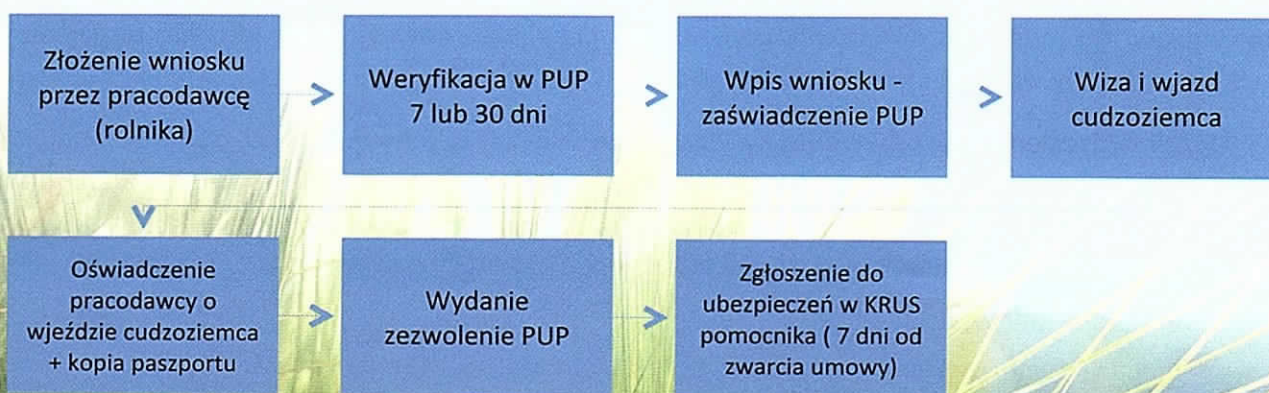 Złożenie wniosku
przez pracodawcę
(rolnika)
Weryfikacja w PUP
7 lub 30 dni
Wpis wniosku -
zaświadczenie PUP
Wiza i wjazd
cudzoziemca
Oświadczenie
pracodawcy o
wjeździe cudzoziemca
+ kopia paszportu
Wydanie
zezwolenie PUP
Zgłoszenie do
ubezpieczeń w KRUS
pomocnika ( 7 dni od
zwarcia umowy)